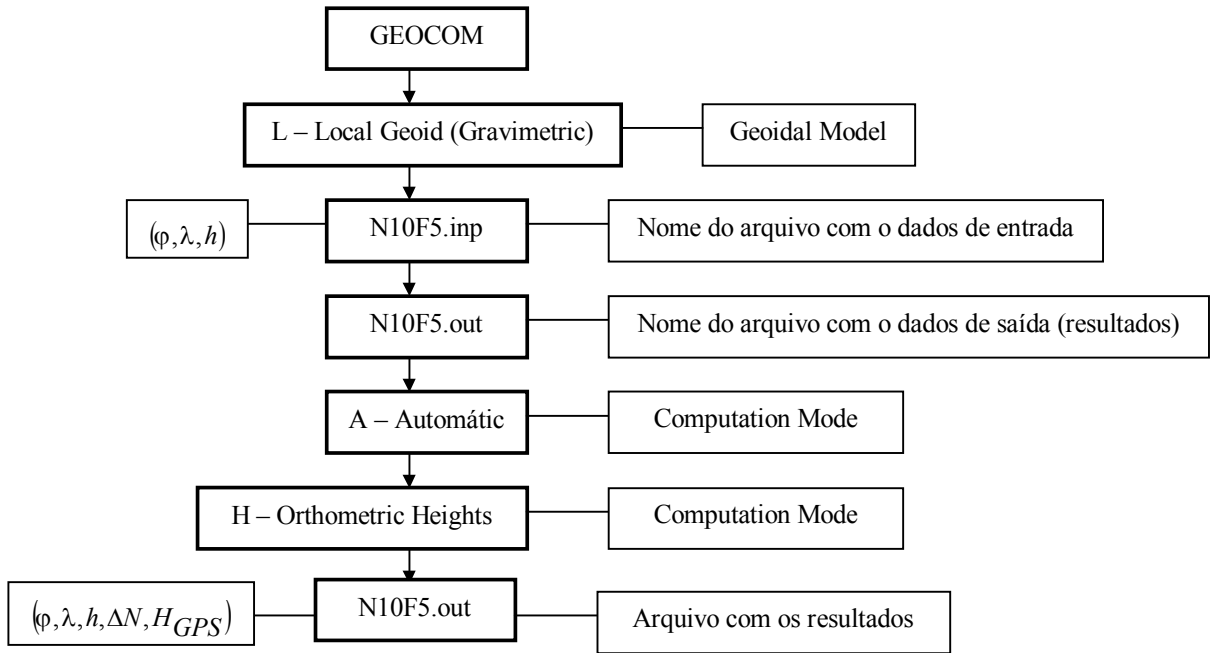 GEOCOM
L – Local Geoid (Gravimetric)
Geoidal Model
(φ,λ,h)
N10F5.inp
Nome do arquivo com o dados de entrada
N10F5.out
Nome do arquivo com o dados de saída (resultados)
A – Automátic
Computation Mode
H – Orthometric Heights
Computation Mode
(φ,λ,h,ΔN,H_GPS)
N10F5.out
Arquivo com os resultados